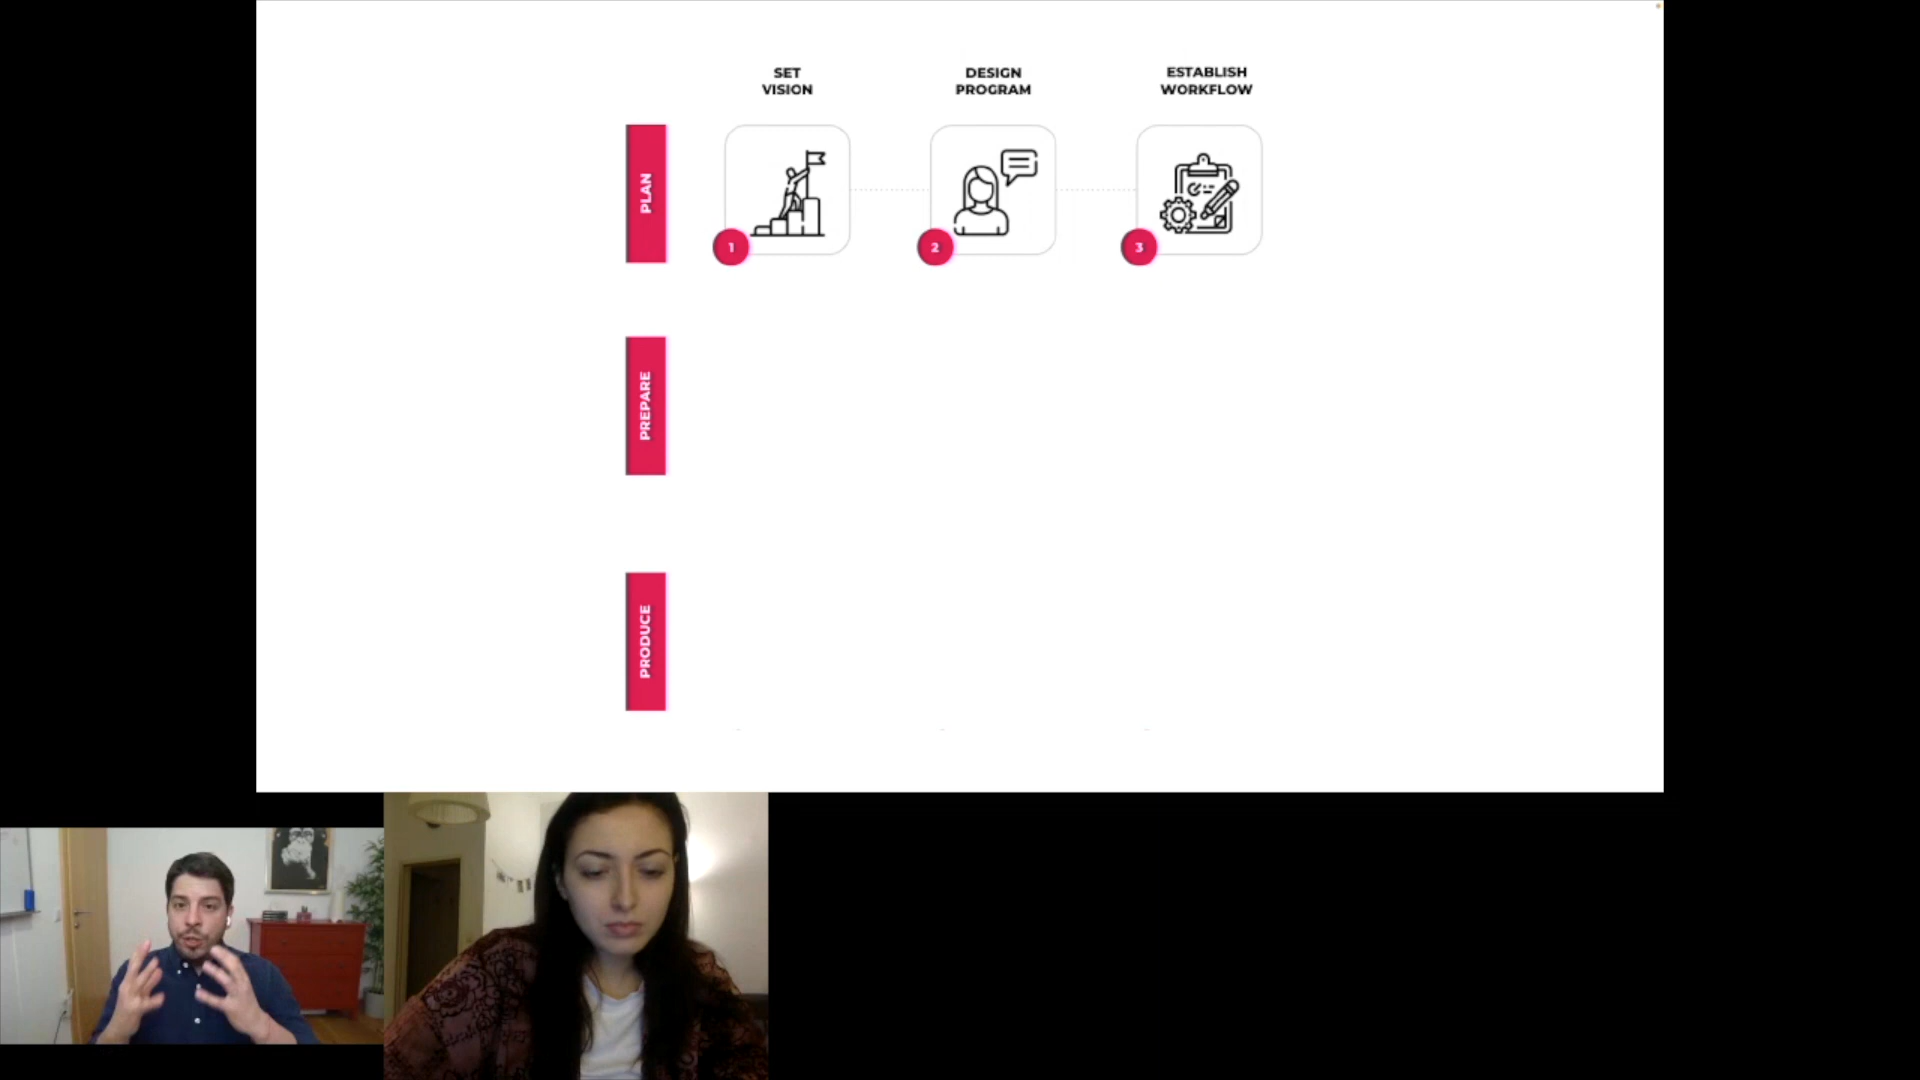 SET
VISION
DESIGN
PROGRAM
ESTABLISH
WORKFLOW
PLAN
1
2
3
PREPARE
PRODUCE